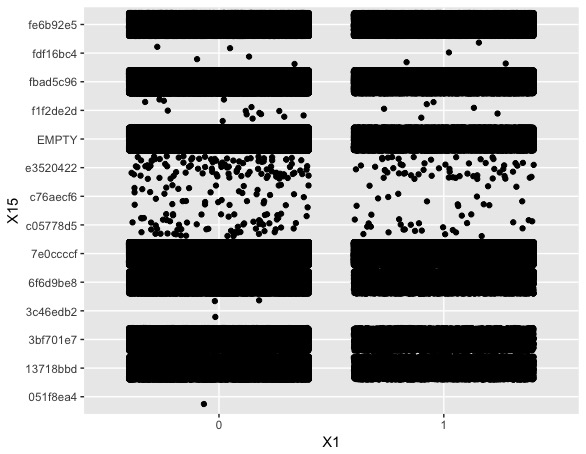 fe6b92e5
fdf16bc4
fbad5c96
f1f2de2d
EMPTY
e3520422
c76aecf6
c05778d5
7e0ccccf
6f6d9be8
3c46edb2
3bf701e7
13718bbd
051f8ea4
X15
0 1
X1